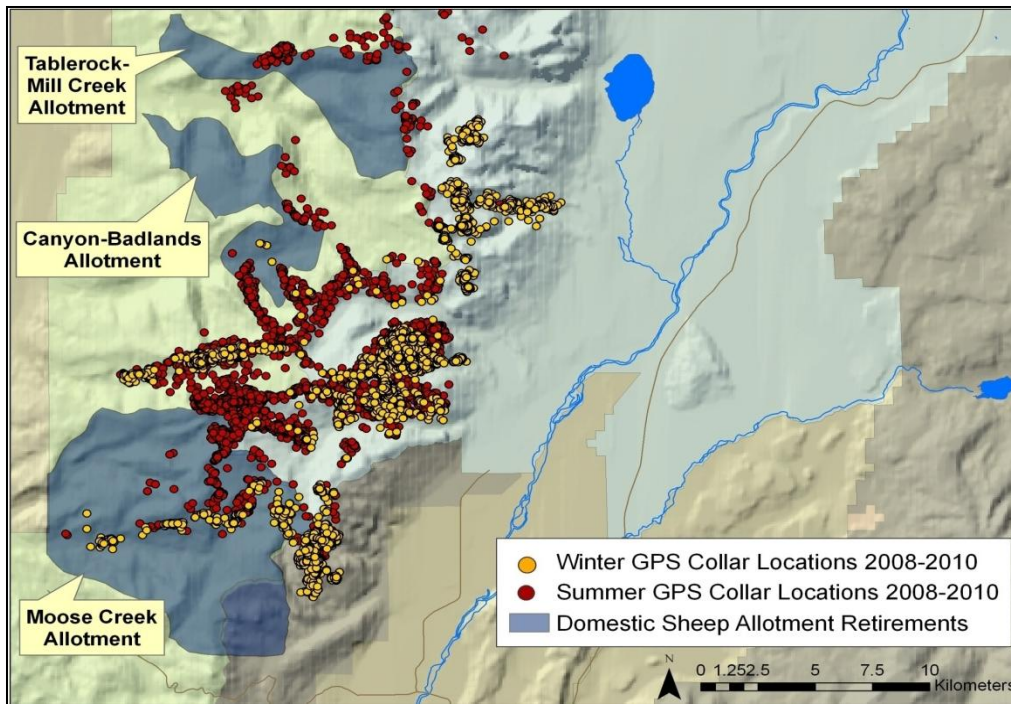 Tablerock-
Mill Creek
Allotment
Canyon-Badlands
Allotment
Moose Creek
Allotment
Winter GPS Collar Locations 2008-2010
Summer GPS Collar Locations 2008-2010
Domestic Sheep Allotment Retirements
N
0 1.252.5 5 7.5 10
Kilometers